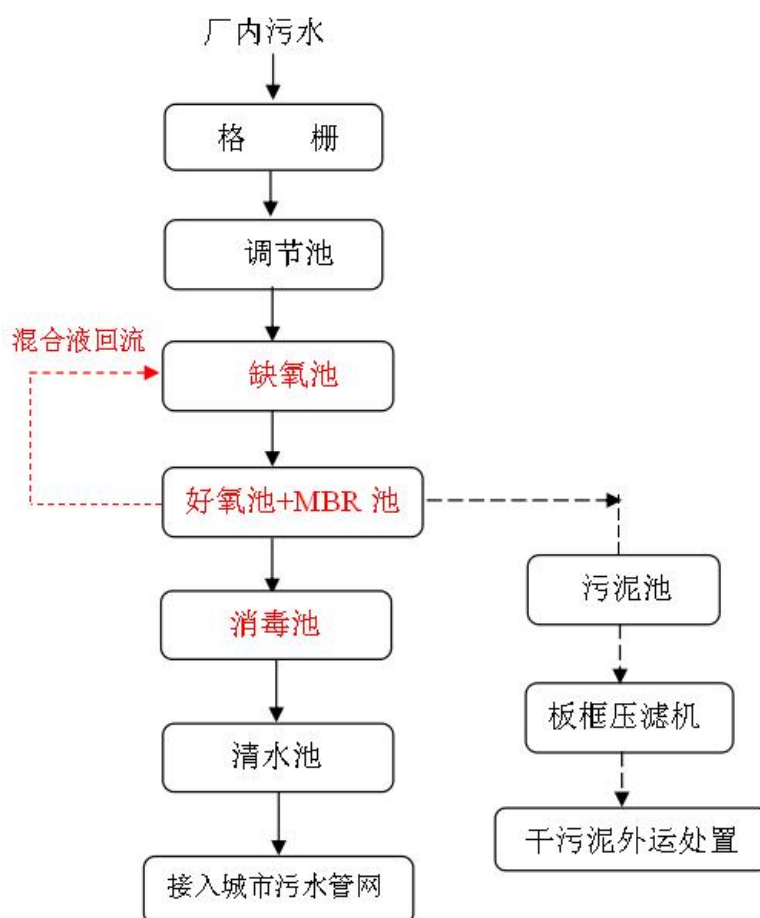 厂内污水
格 栅
调节池
混合液回流
缺氧池
好氧池+MBR 池
污泥池
消毒池
板框压滤机
清水池
干污泥外运处置
接入城市污水管网